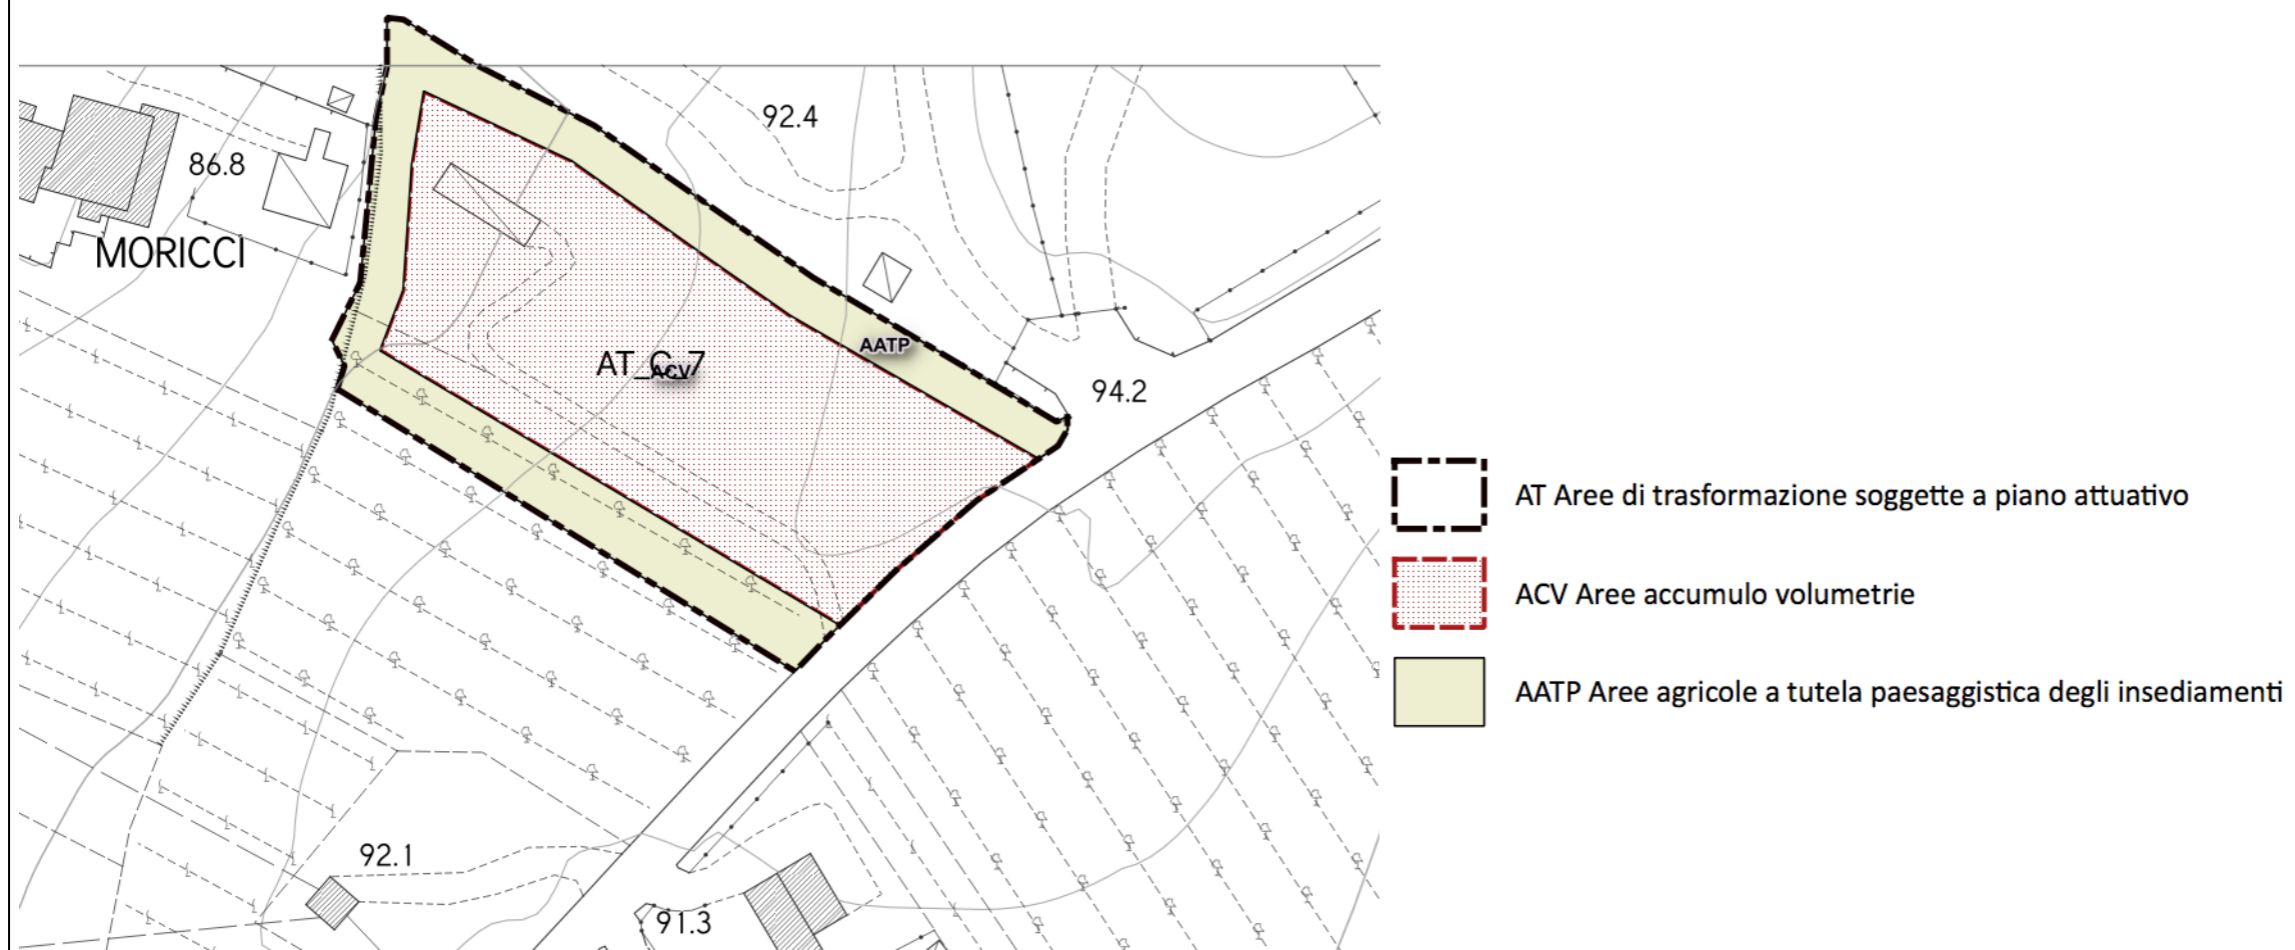 92.4
86.8
MORICCI
AATP
AT_C_7
ACV
94.2
AT Aree di trasformazione soggette a piano attuativo
ACV Aree accumulo volumetrie
AATP Aree agricole a tutela paesaggistica degli insediamenti
92.1
91.3